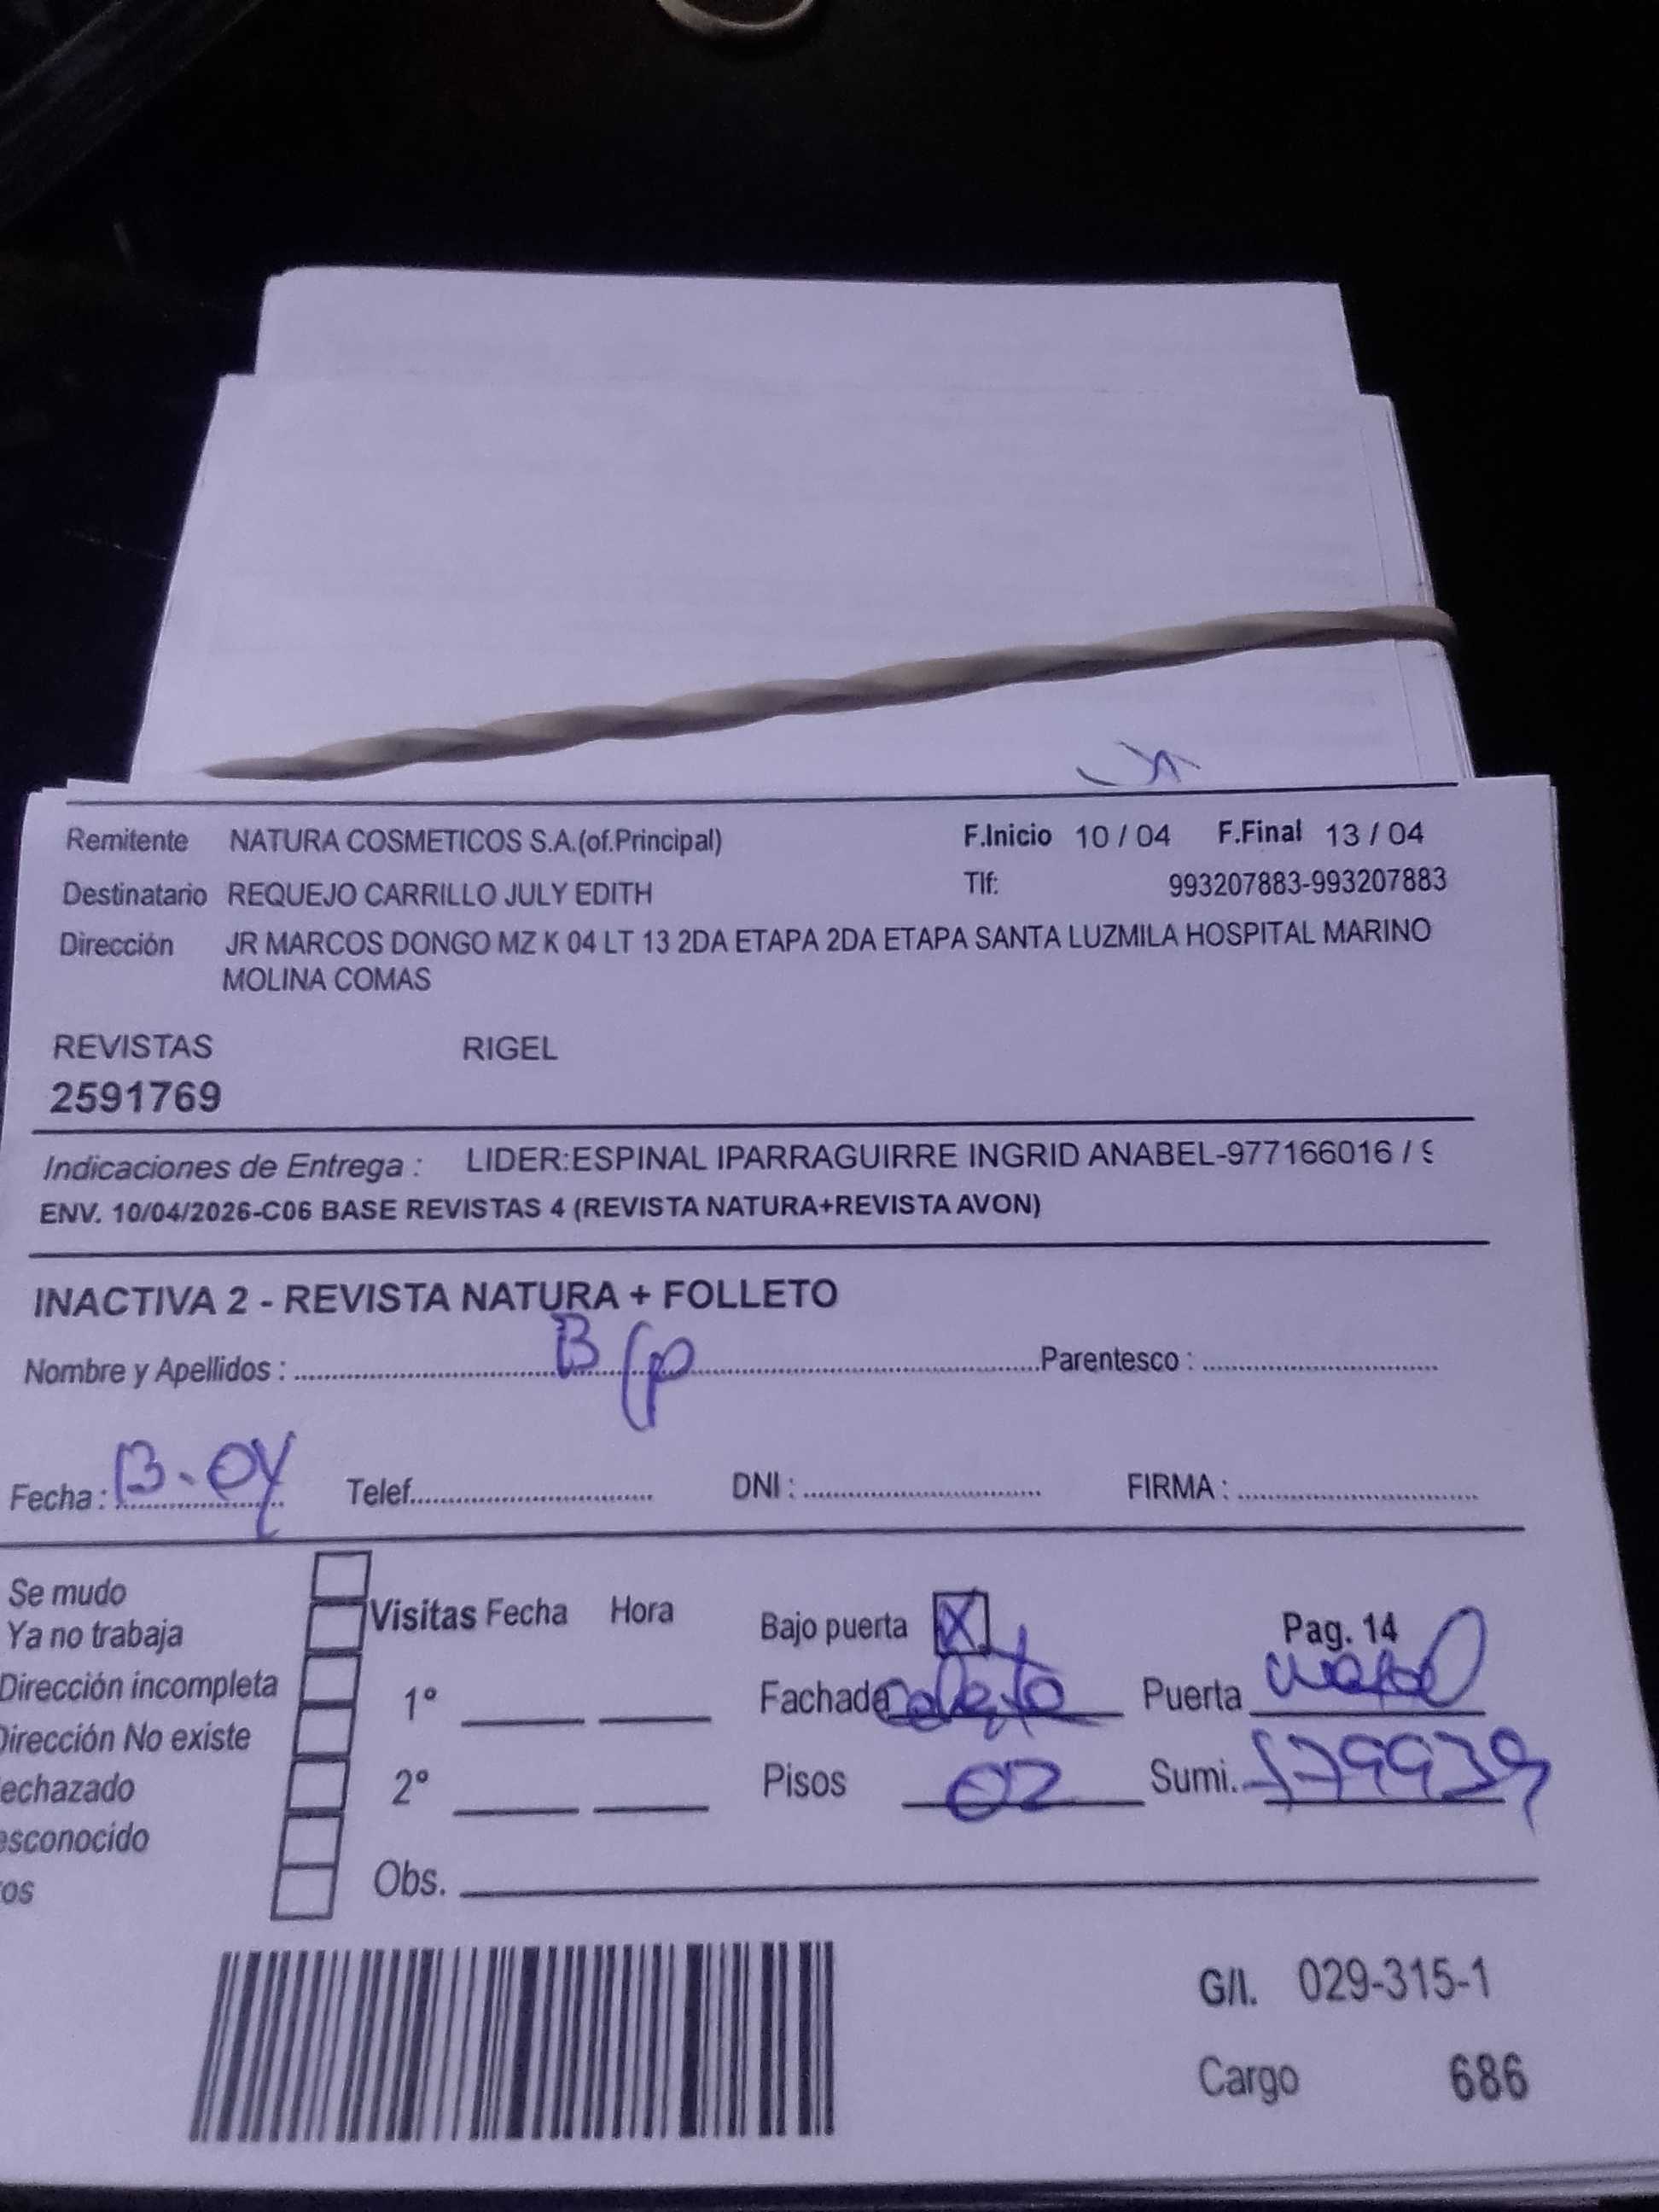 Remitente NATURA COSMETICOS S.A.(of.Principal) F.Inicio 10 / 04 F.Final 13 / 04
Destinatario REQUEJO CARRILLO JULY EDITH Tlf: 993207883-993207883
Dirección JR MARCOS DONGO MZ K 04 LT 13 2DA ETAPA 2DA ETAPA SANTA LUZMILA HOSPITAL MARINO
MOLINA COMAS
REVISTAS RIGEL
2591769
Indicaciones de Entrega : LIDER:ESPINAL IPARRAGUIRRE INGRID ANABEL-977166016 /
ENV. 10/04/2026-C06 BASE REVISTAS 4 (REVISTA NATURA+REVISTA AVON)
INACTIVA 2 - REVISTA NATURA + FOLLETO
Nombre y Apellidos : B Parentesco :
Fecha : 13-04 Telef. DNI : FIRMA :
Se mudo
Ya no trabaja
Dirección incompleta
Dirección No existe
echazado
esconocido
os
Visitas Fecha Hora
1º
2º
Obs.
Bajo puerta X Pag. 14
Fachada Puerta
Pisos 02 Sumi.
G/I. 029-315-1
Cargo 686